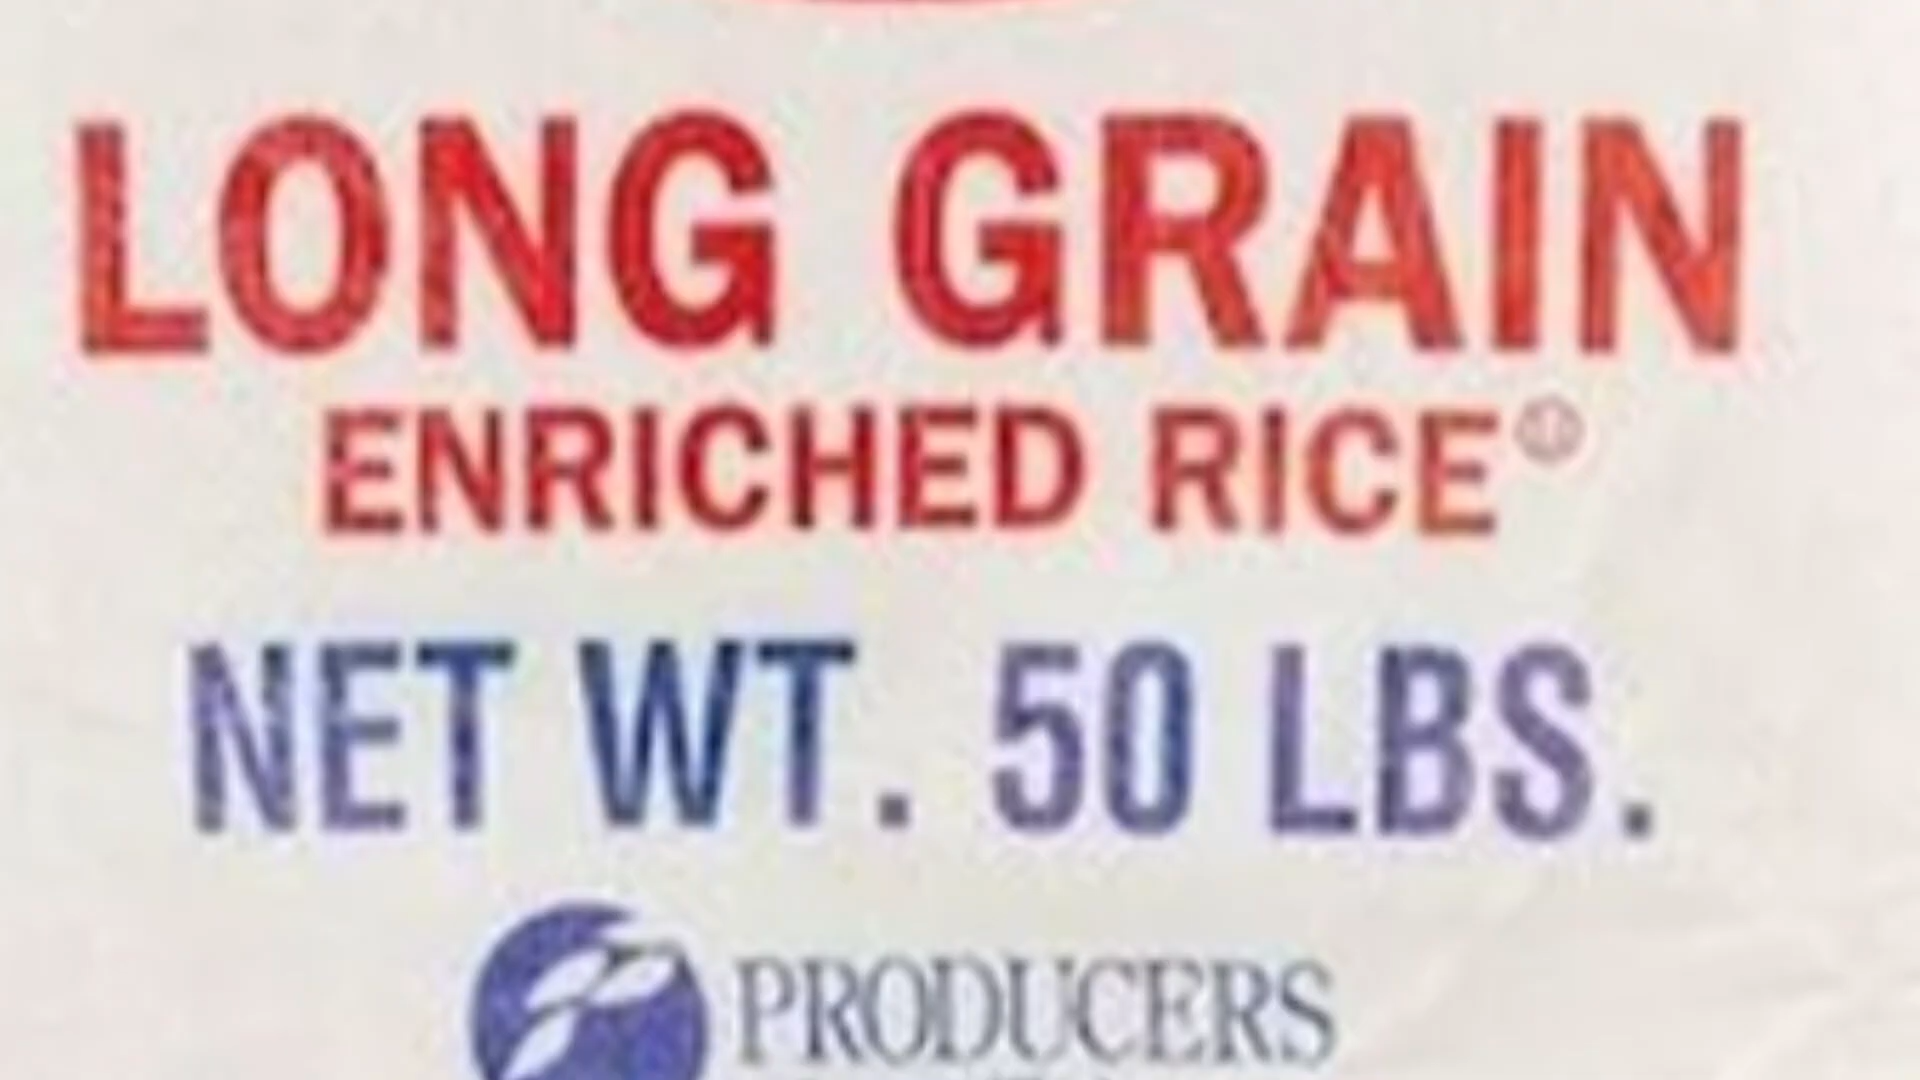 LONG GRAIN
ENRICHED RICE
NET WT. 50 LBS.
PRODUCERS